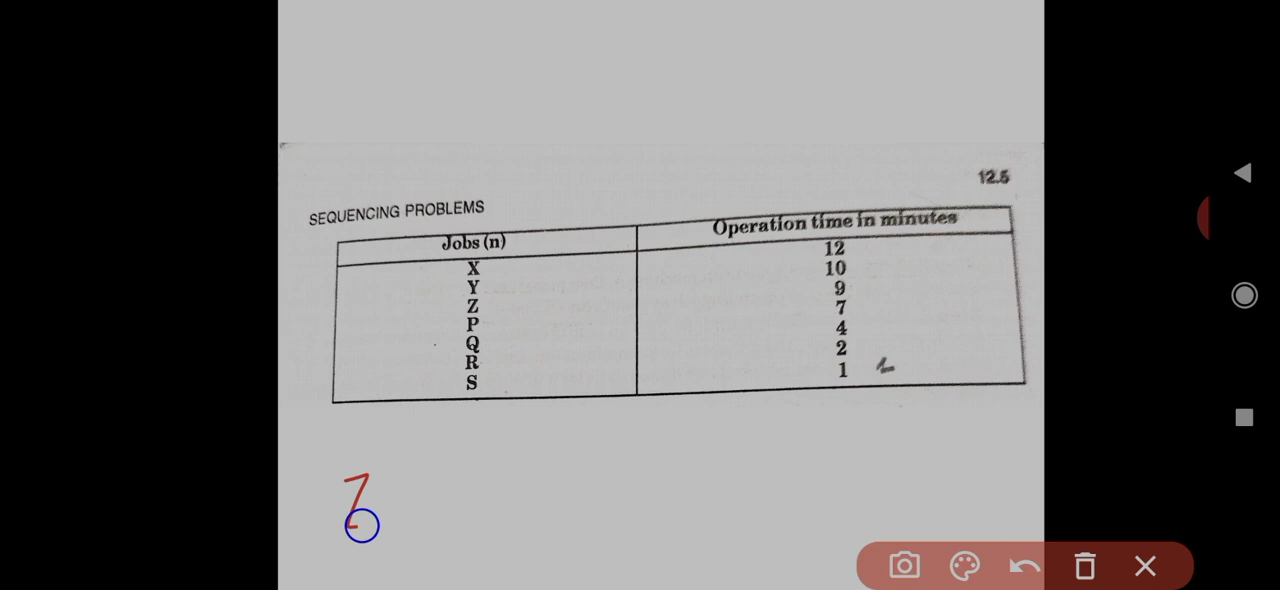 12.5
SEQUENCING PROBLEMS
Jobs (n) Operation time in minutes
X 12
Y 10
Z 9
P 7
Q 4
R 2
S 1